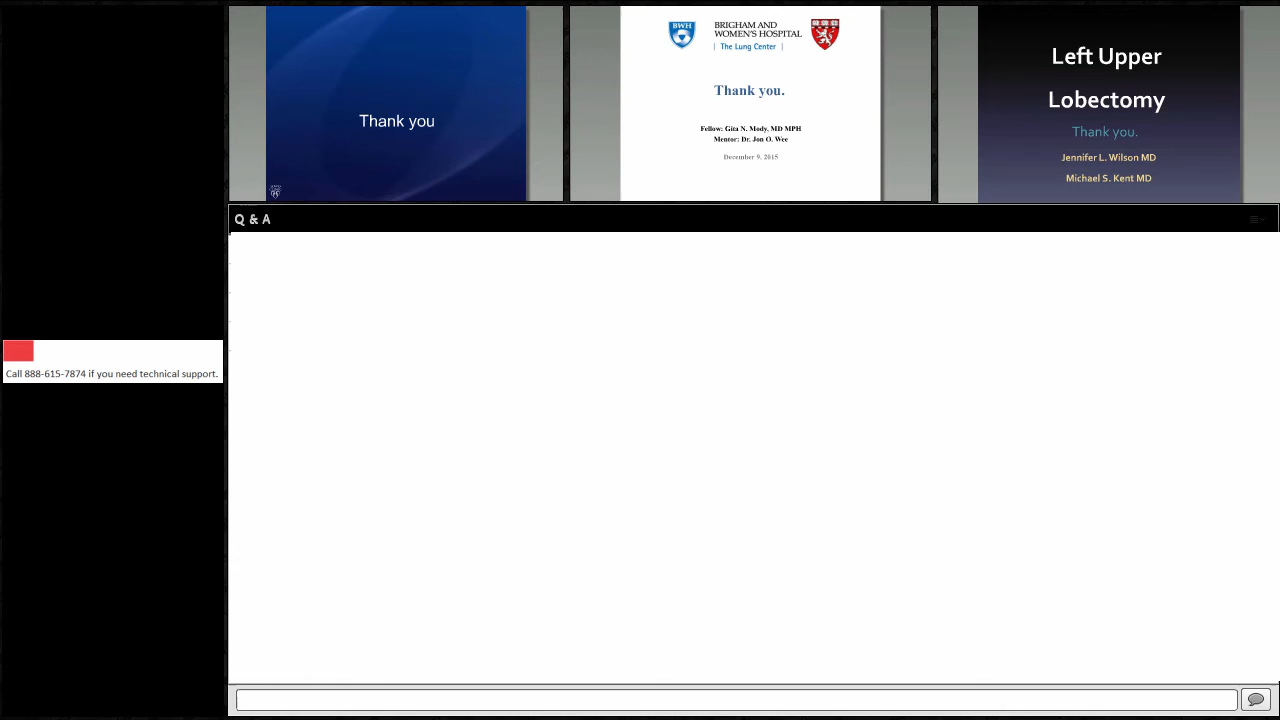 Thank you
BWH
BRIGHAM AND
WOMEN'S HOSPITAL
The Lung Center
Thank you.
Fellow: Gita N. Mody, MD MPH
Mentor: Dr. Jon O. Wee
December 9, 2015
Left Upper
Lobectomy
Thank you.
Jennifer L. Wilson MD
Michael S. Kent MD
Q & A
Call 888-615-7874 if you need technical support.